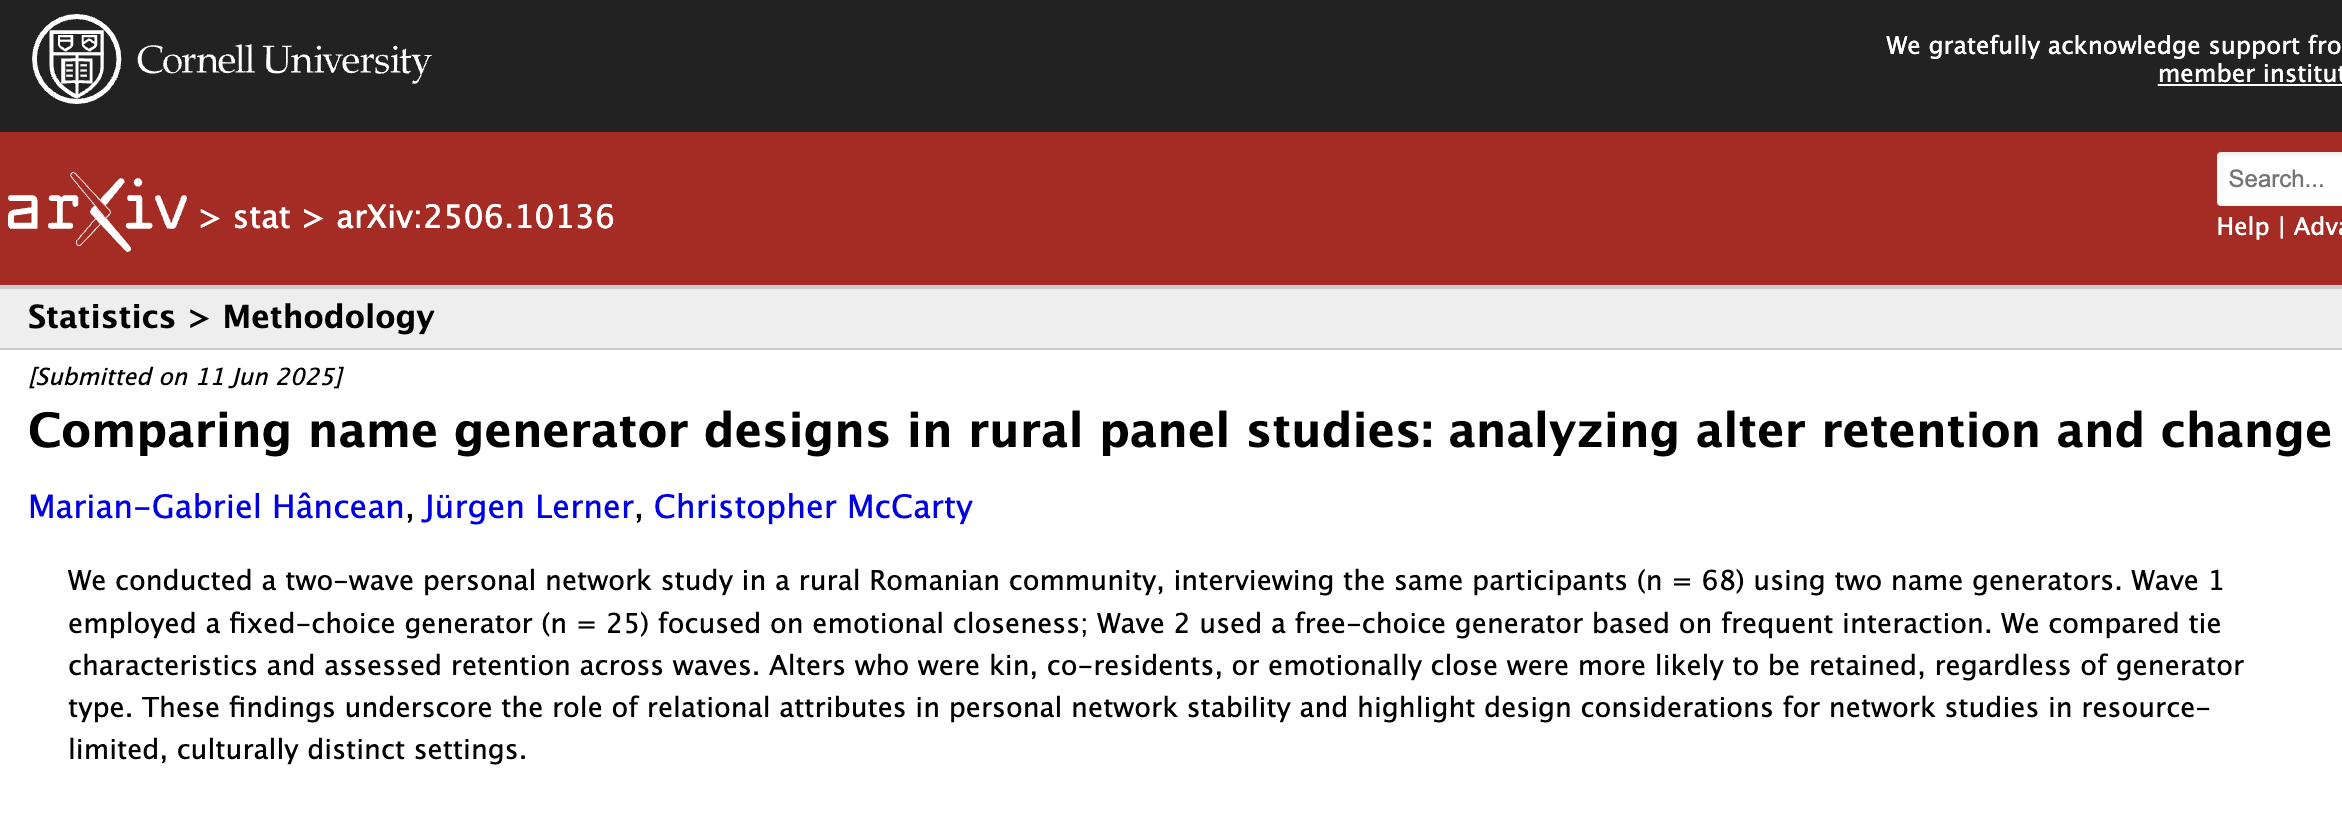 Cornell University
We gratefully acknowledge support fro
member institut
arXiv > stat > arXiv:2506.10136
Search...
Help | Adva
Statistics > Methodology
[Submitted on 11 Jun 2025]
Comparing name generator designs in rural panel studies: analyzing alter retention and change
Marian-Gabriel Hâncean, Jürgen Lerner, Christopher McCarty
We conducted a two-wave personal network study in a rural Romanian community, interviewing the same participants (n = 68) using two name generators. Wave 1
employed a fixed-choice generator (n = 25) focused on emotional closeness; Wave 2 used a free-choice generator based on frequent interaction. We compared tie
characteristics and assessed retention across waves. Alters who were kin, co-residents, or emotionally close were more likely to be retained, regardless of generator
type. These findings underscore the role of relational attributes in personal network stability and highlight design considerations for network studies in resource-
limited, culturally distinct settings.